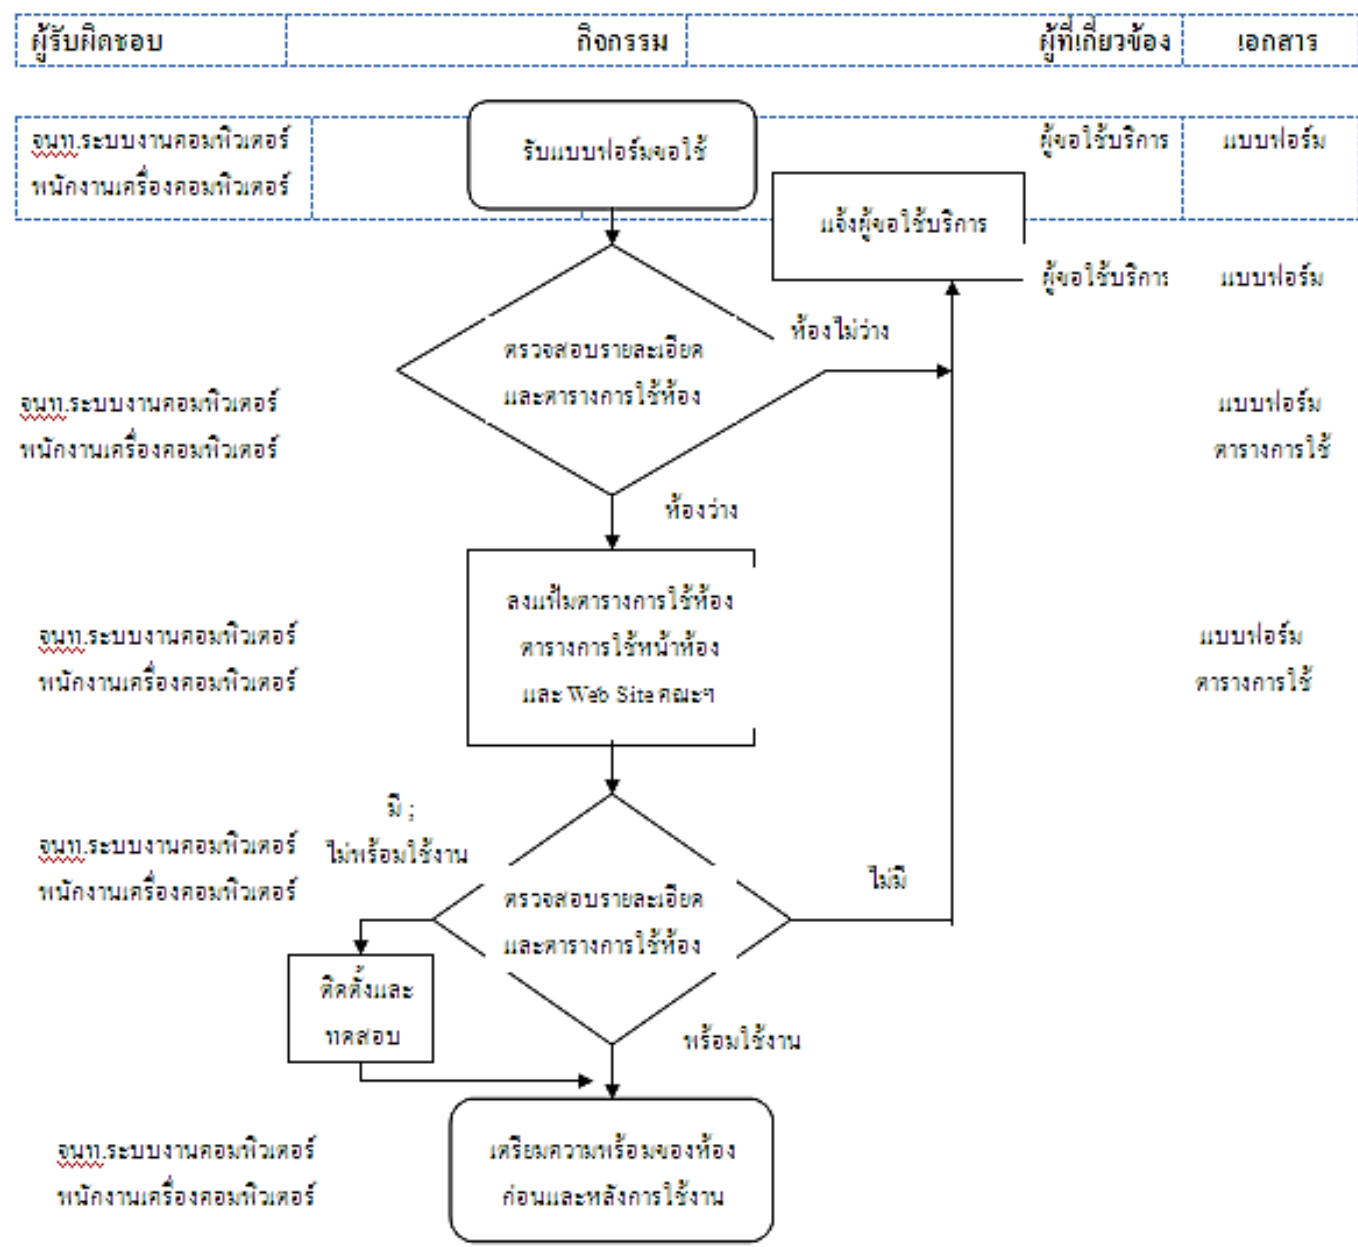 ผู้รับผิดชอบ กิจกรรม ผู้ที่เกี่ยวข้อง เอกสาร
จนท.ระบบงานคอมพิวเตอร์ รับแบบฟอร์มขอใช้ ผู้ขอใช้บริการ แบบฟอร์ม
พนักงานเครื่องคอมพิวเตอร์
แจ้งผู้ขอใช้บริการ
ผู้ขอใช้บริการ แบบฟอร์ม
ห้องไม่ว่าง
ตรวจสอบรายละเอียด
และตารางการใช้ห้อง
จนท.ระบบงานคอมพิวเตอร์ แบบฟอร์ม
พนักงานเครื่องคอมพิวเตอร์ ตารางการใช้
ห้องว่าง
ลงแฟ้มตารางการใช้ห้อง
ตารางการใช้หน้าห้อง
และ Web Site คณะฯ
จนท.ระบบงานคอมพิวเตอร์ แบบฟอร์ม
พนักงานเครื่องคอมพิวเตอร์ ตารางการใช้
มี ;
ไม่พร้อมใช้งาน
จนท.ระบบงานคอมพิวเตอร์
พนักงานเครื่องคอมพิวเตอร์
ไม่มี
ตรวจสอบรายละเอียด
และตารางการใช้ห้อง
ติดตั้งและ
ทดสอบ
พร้อมใช้งาน
จนท.ระบบงานคอมพิวเตอร์ เตรียมความพร้อมของห้อง
พนักงานเครื่องคอมพิวเตอร์ ก่อนและหลังการใช้งาน